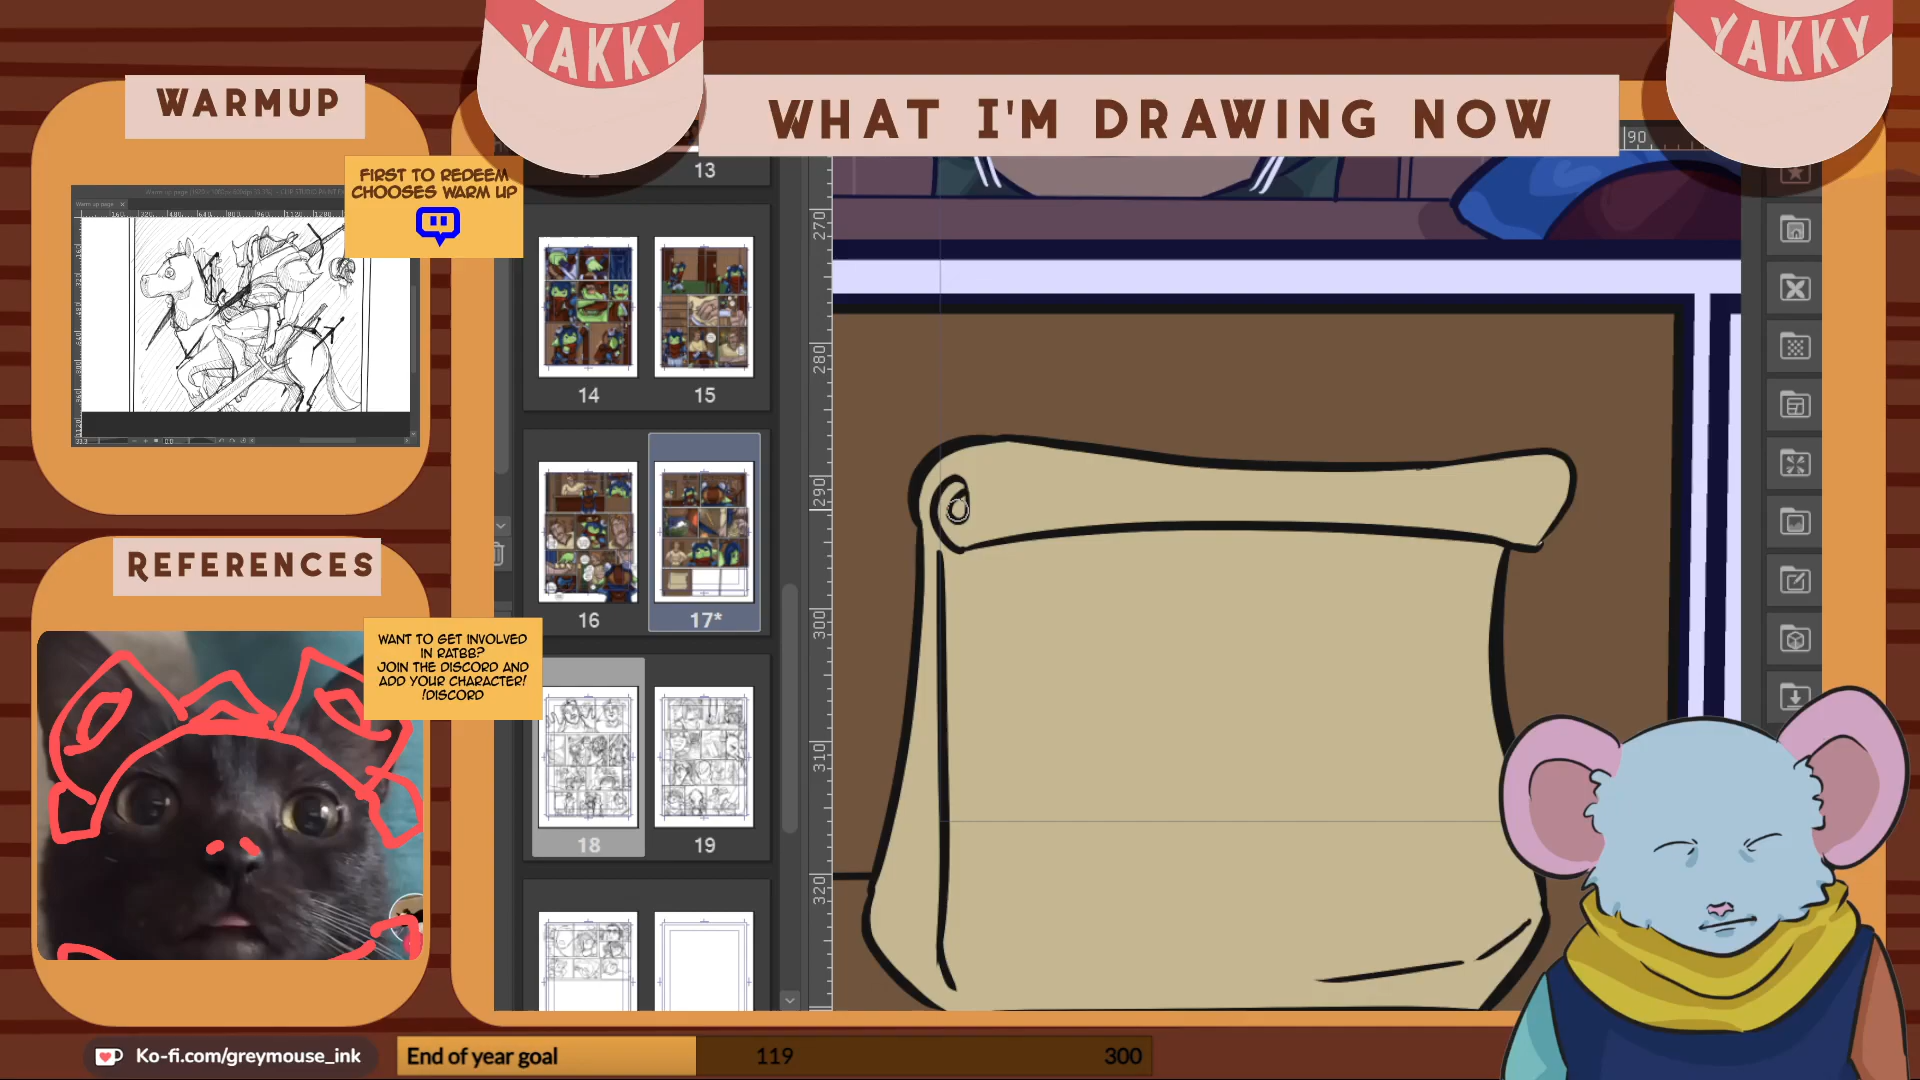 YAKKY
YAKKY
WARMUP
WHAT I'M DRAWING NOW
FIRST TO REDEEM
CHOOSES WARM UP
13
90
270
280
290
300
310
320
14
15
16
17*
18
19
REFERENCES
WANT TO GET INVOLVED
IN RAT88?
JOIN THE DISCORD AND
ADD YOUR CHARACTER!
!DISCORD
Ko-fi.com/greymouse_ink
End of year goal
119
300